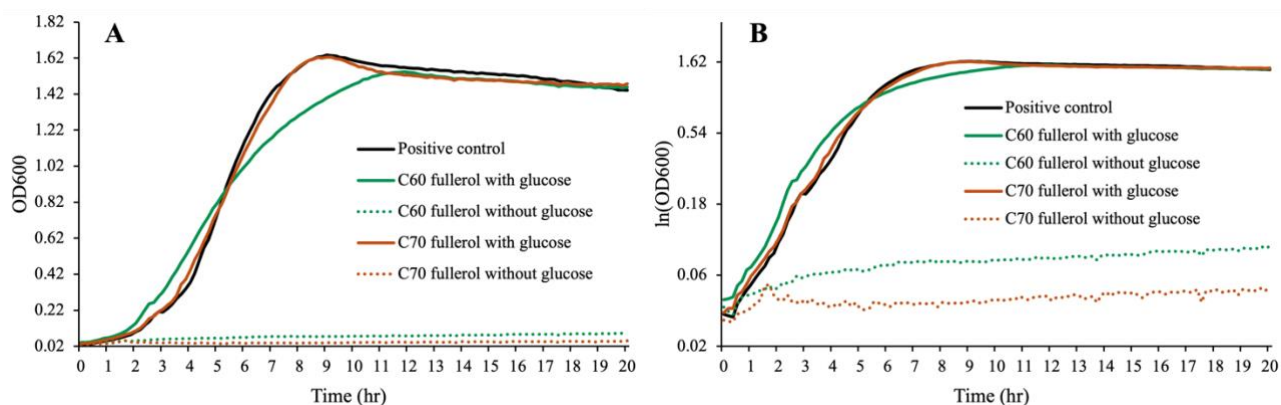 A
1.82
1.62
1.42
1.22
1.02
0.82
0.62
0.42
0.22
0.02
OD600
Positive control
C60 fullerol with glucose
C60 fullerol without glucose
C70 fullerol with glucose
C70 fullerol without glucose
0 1 2 3 4 5 6 7 9 10 11 12 13 14 15 16 17 18 19 20
Time (hr)
B
1.62
0.54
0.18
0.06
0.02
ln(OD600)
Positive control
C60 fullerol with glucose
C60 fullerol without glucose
C70 fullerol with glucose
C70 fullerol without glucose
0 1 2 3 4 5 6 7 9 10 11 12 13 14 15 16 17 18 19 20
Time (hr)